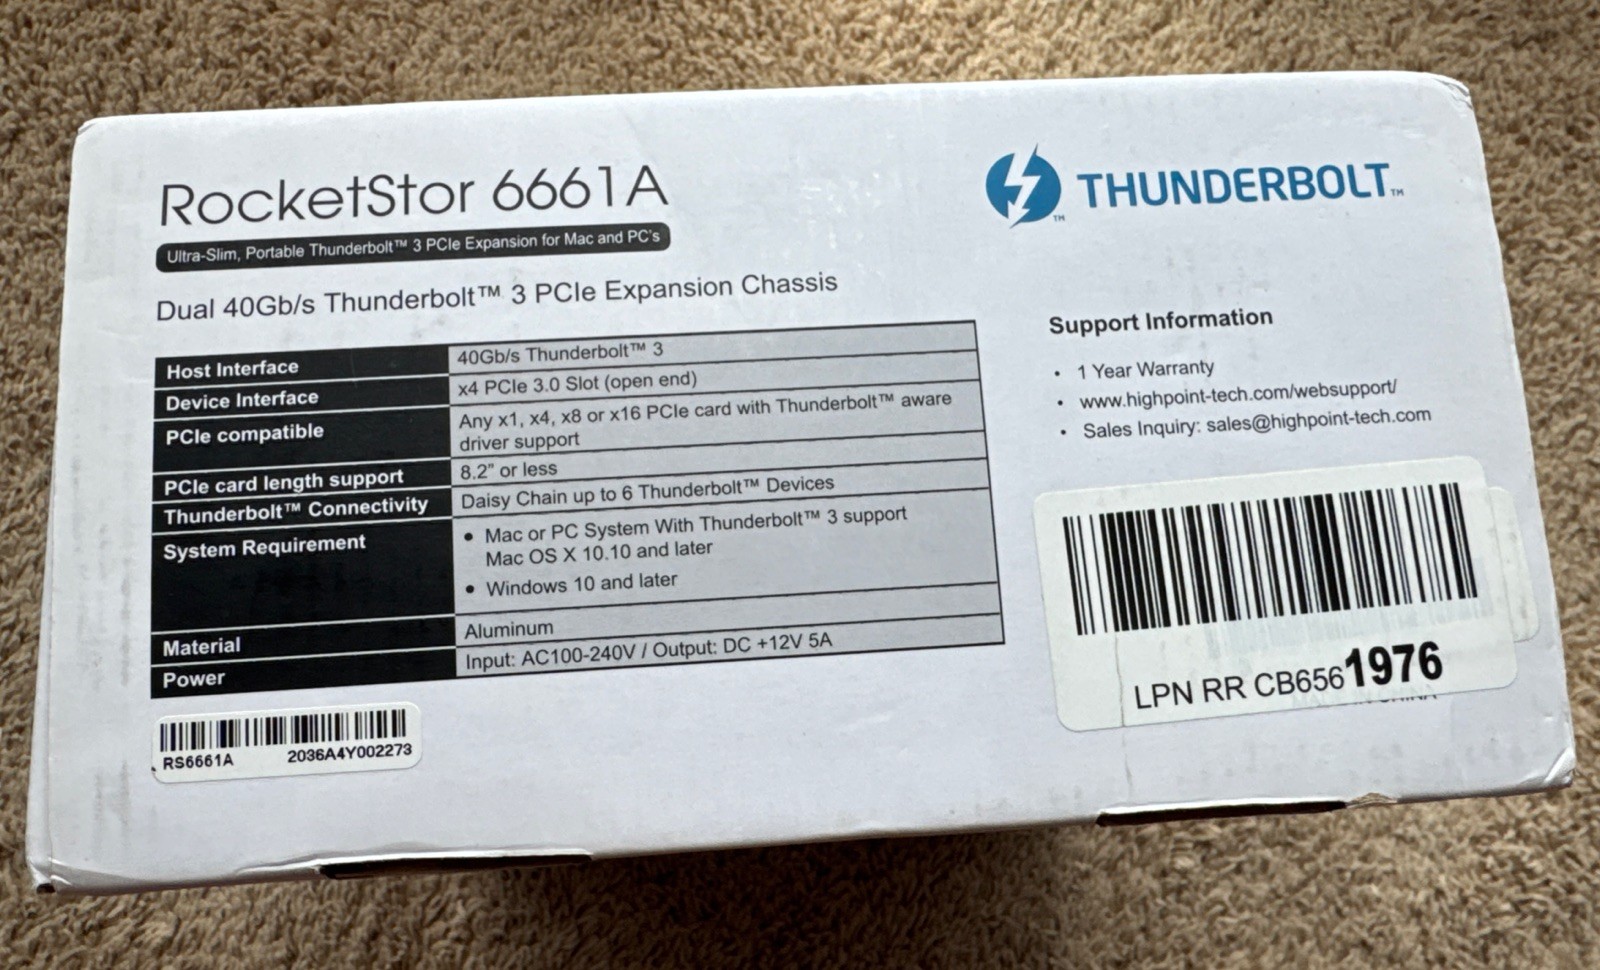 RocketStor 6661A
Ultra-Slim, Portable Thunderbolt™ 3 PCIe Expansion for Mac and PC's
Dual 40Gb/s Thunderbolt™ 3 PCIe Expansion Chassis
Host Interface 40Gb/s Thunderbolt™ 3
Device Interface x4 PCIe 3.0 Slot (open end)
PCIe compatible Any x1, x4, x8 or x16 PCIe card with Thunderbolt™ aware
driver support
PCIe card length support 8.2" or less
Thunderbolt™ Connectivity Daisy Chain up to 6 Thunderbolt™ Devices
System Requirement • Mac or PC System With Thunderbolt™ 3 support
Mac OS X 10.10 and later
• Windows 10 and later
Material Aluminum
Power Input: AC100-240V / Output: DC +12V 5A
RS6661A 2036A4Y002273
THUNDERBOLT™
Support Information
• 1 Year Warranty
• www.highpoint-tech.com/websupport/
• Sales Inquiry: sales@highpoint-tech.com
LPN RR CB6561976